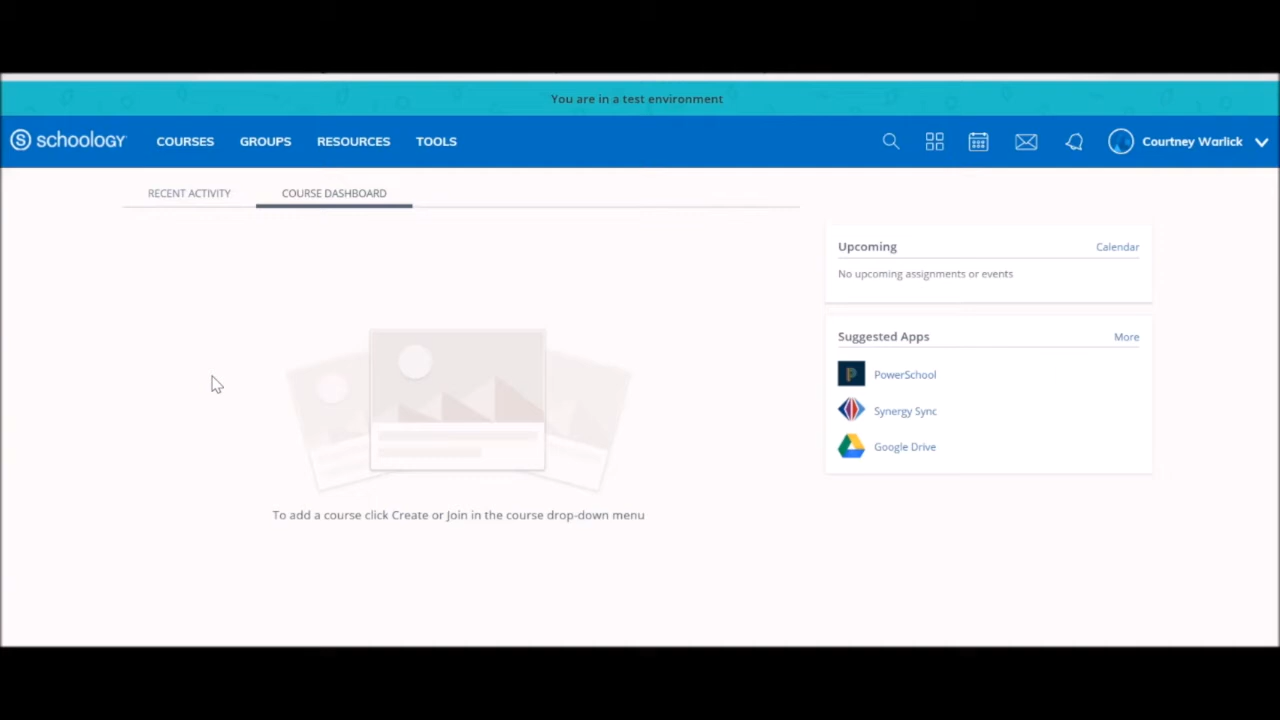 You are in a test environment
S schoology
COURSES
GROUPS
RESOURCES
TOOLS
Courtney Warlick
RECENT ACTIVITY
COURSE DASHBOARD
Upcoming
Calendar
No upcoming assignments or events
Suggested Apps
More
PowerSchool
Synergy Sync
Google Drive
To add a course click Create or Join in the course drop-down menu